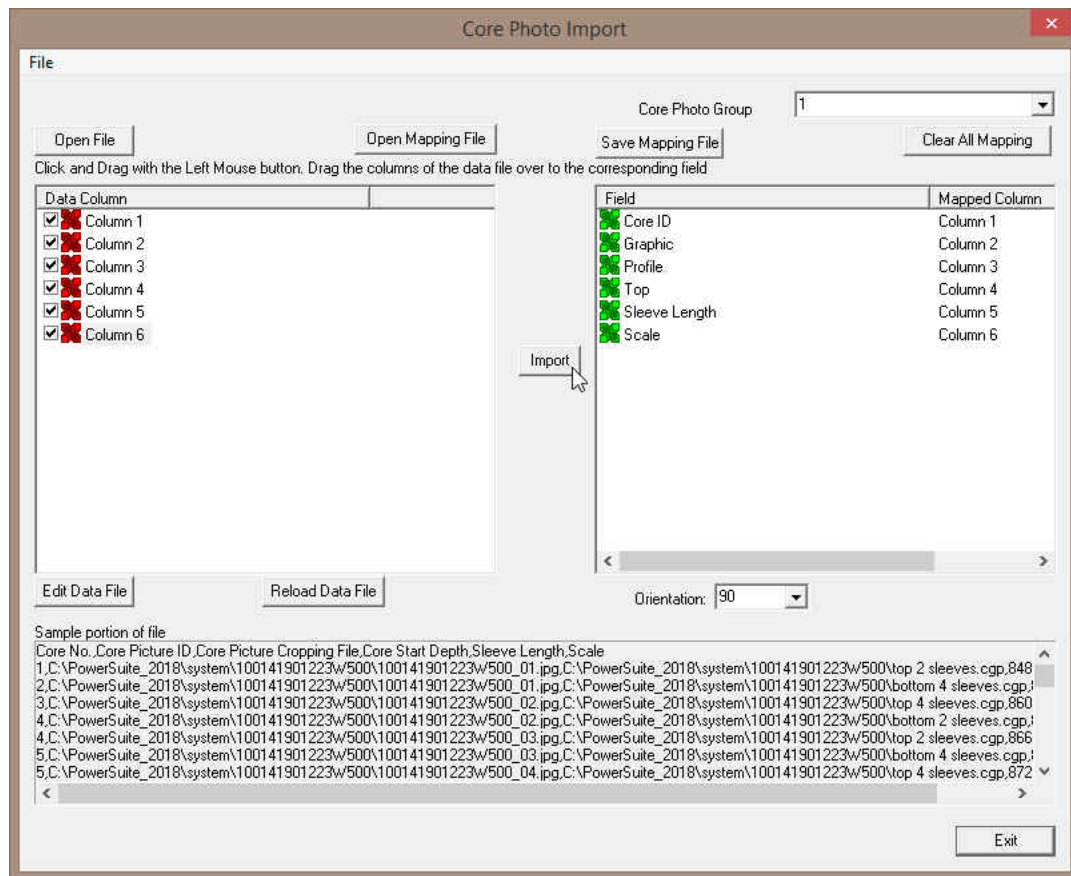 Core Photo Import
File
Core Photo Group 1
Open File Open Mapping File Save Mapping File Clear All Mapping
Click and Drag with the Left Mouse button. Drag the columns of the data file over to the corresponding field
Data Column Field Mapped Column
Column 1 Core ID Column 1
Column 2 Graphic Column 2
Column 3 Profile Column 3
Column 4 Top Column 4
Column 5 Sleeve Length Column 5
Column 6 Scale Column 6
Import
Edit Data File Reload Data File Orientation: 90
Sample portion of file
Core No.,Core Picture ID,Core Picture Cropping File,Core Start Depth,Sleeve Length,Scale
1,C:\PowerSuite_2018\system\100141901223W500\100141901223W500_01.jpg,C:\PowerSuite_2018\system\100141901223W500\top 2 sleeves.cgp,848
2,C:\PowerSuite_2018\system\100141901223W500\100141901223W500_01.jpg,C:\PowerSuite_2018\system\100141901223W500\bottom 4 sleeves.cgp,
3,C:\PowerSuite_2018\system\100141901223W500\100141901223W500_02.jpg,C:\PowerSuite_2018\system\100141901223W500\top 4 sleeves.cgp,860
4,C:\PowerSuite_2018\system\100141901223W500\100141901223W500_02.jpg,C:\PowerSuite_2018\system\100141901223W500\bottom 2 sleeves.cgp,
4,C:\PowerSuite_2018\system\100141901223W500\100141901223W500_03.jpg,C:\PowerSuite_2018\system\100141901223W500\top 2 sleeves.cgp,866
5,C:\PowerSuite_2018\system\100141901223W500\100141901223W500_03.jpg,C:\PowerSuite_2018\system\100141901223W500\bottom 4 sleeves.cgp,
5,C:\PowerSuite_2018\system\100141901223W500\100141901223W500_04.jpg,C:\PowerSuite_2018\system\100141901223W500\top 4 sleeves.cgp,872
Exit